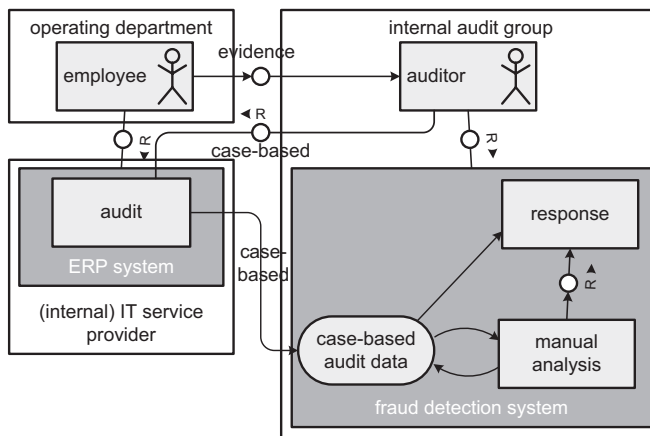 operating department
internal audit group
employee
evidence
auditor
R
case-based
R
R
audit
ERP system
(internal) IT service
provider
case-
based
response
R
case-based
audit data
manual
analysis
fraud detection system